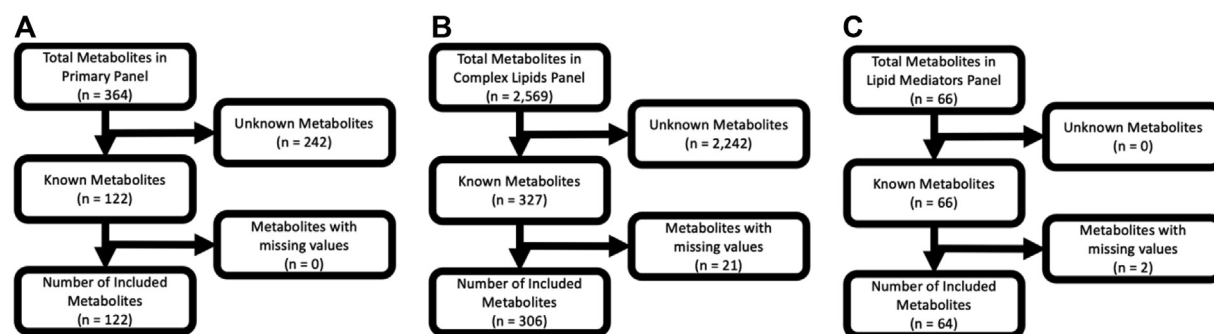 A
Total Metabolites in
Primary Panel
(n = 364)
Unknown Metabolites
(n = 242)
Known Metabolites
(n = 122)
Metabolites with
missing values
(n = 0)
Number of Included
Metabolites
(n = 122)
B
Total Metabolites in
Complex Lipids Panel
(n = 2,569)
Unknown Metabolites
(n = 2,242)
Known Metabolites
(n = 327)
Metabolites with
missing values
(n = 21)
Number of Included
Metabolites
(n = 306)
C
Total Metabolites in
Lipid Mediators Panel
(n = 66)
Unknown Metabolites
(n = 0)
Known Metabolites
(n = 66)
Metabolites with
missing values
(n = 2)
Number of Included
Metabolites
(n = 64)